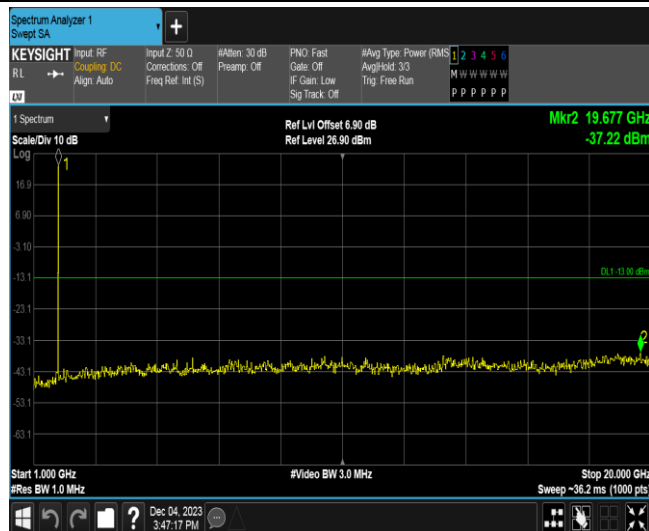 Spectrum Analyzer 1
Swept SA
+
KEYSIGHT
RL
LXI
Input: RF
Coupling: DC
Align: Auto
Input Z: 50 Ω
Corrections: Off
Freq Ref: Int (S)
#Atten: 30 dB
Preamp: Off
PNO: Fast
Gate: Off
IF Gain: Low
Sig Track: Off
#Avg Type: Power (RMS
Avg|Hold: 3/3
Trig: Free Run
1 2 3 4 5 6
M W W W W W
P P P P P P
1 Spectrum
Scale/Div 10 dB
Log
Ref Lvl Offset 6.90 dB
Ref Level 26.90 dBm
Mkr2 19.677 GHz
-37.22 dBm
1
16.9
6.90
-3.10
-13.1
DL1 -13.00 dBm
-23.1
-33.1
2
-43.1
-53.1
-63.1
Start 1.000 GHz
#Res BW 1.0 MHz
#Video BW 3.0 MHz
Stop 20.000 GHz
Sweep ~36.2 ms (1000 pts)
?
Dec 04, 2023
3:47:17 PM